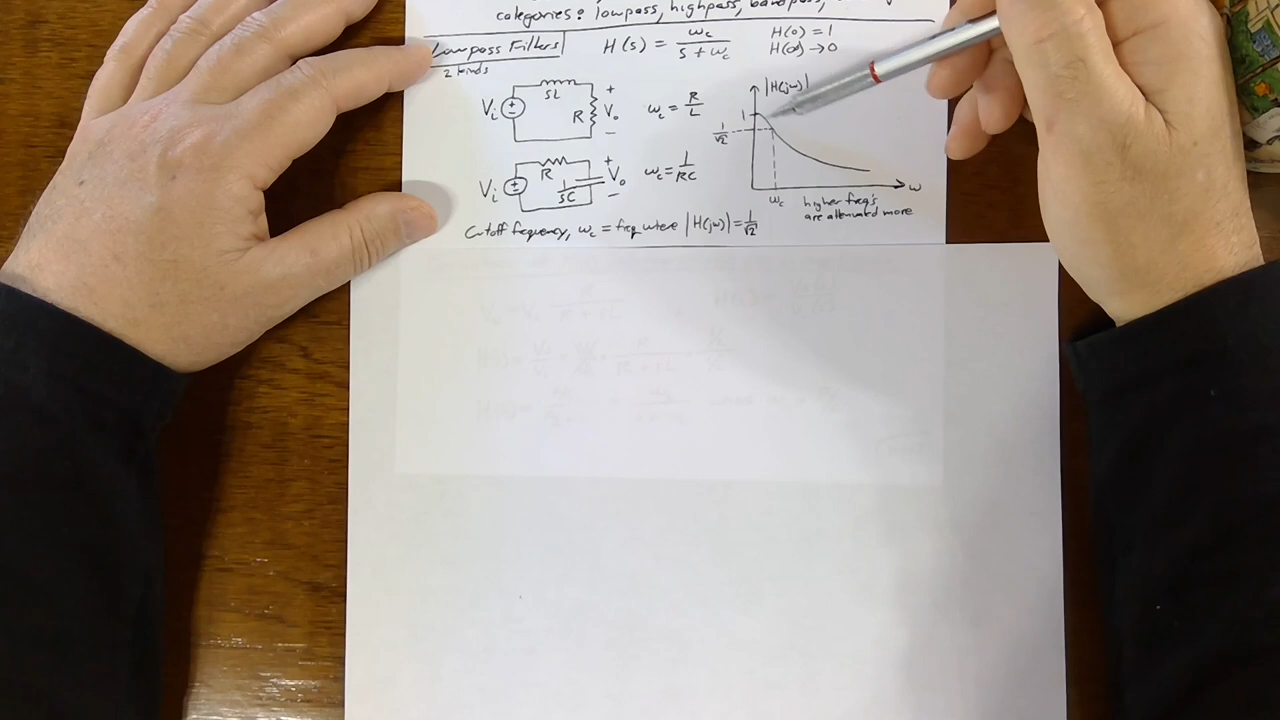 categories: lowpass, highpass, bandpass,
Lowpass Filters
2 kinds
H(s) = ωc / (s + ωc)
H(0) = 1
H(∞) → 0
Vi
sL
R
+
Vo
−
ωc = R/L
Vi
R
1/sC
+
Vo
−
ωc = 1/RC
|H(jω)|
1
1/√2
ωc
ω
higher freq's
are attenuated more
Cutoff frequency, ωc = freq where |H(jω)| = 1/√2